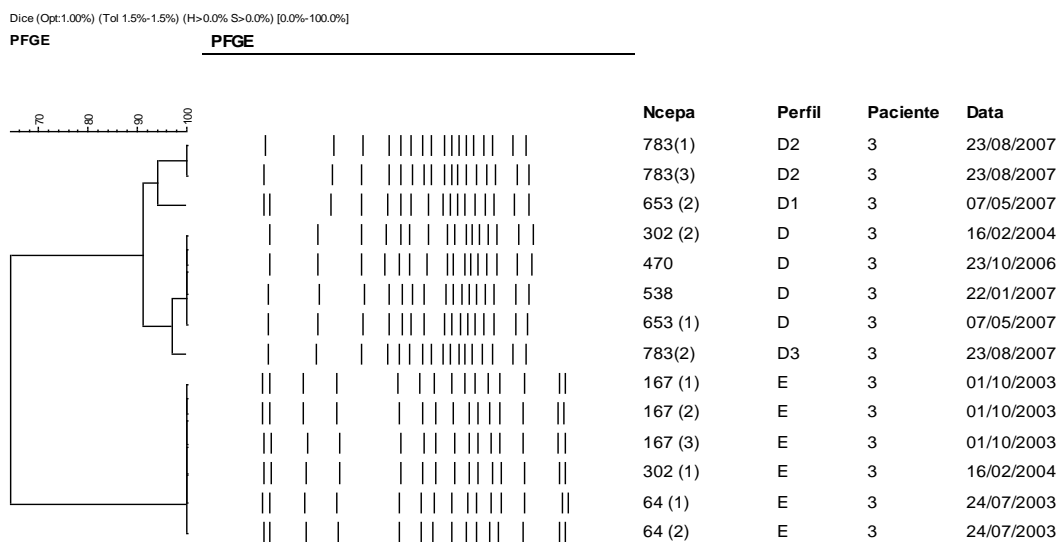 Dice (Opt:1.00%) (Tol 1.5%-1.5%) (H>0.0% S>0.0%) [0.0%-100.0%]
PFGE PFGE
70 80 90 100
Ncepa Perfil Paciente Data
783(1) D2 3 23/08/2007
783(3) D2 3 23/08/2007
653 (2) D1 3 07/05/2007
302 (2) D 3 16/02/2004
470 D 3 23/10/2006
538 D 3 22/01/2007
653 (1) D 3 07/05/2007
783(2) D3 3 23/08/2007
167 (1) E 3 01/10/2003
167 (2) E 3 01/10/2003
167 (3) E 3 01/10/2003
302 (1) E 3 16/02/2004
64 (1) E 3 24/07/2003
64 (2) E 3 24/07/2003